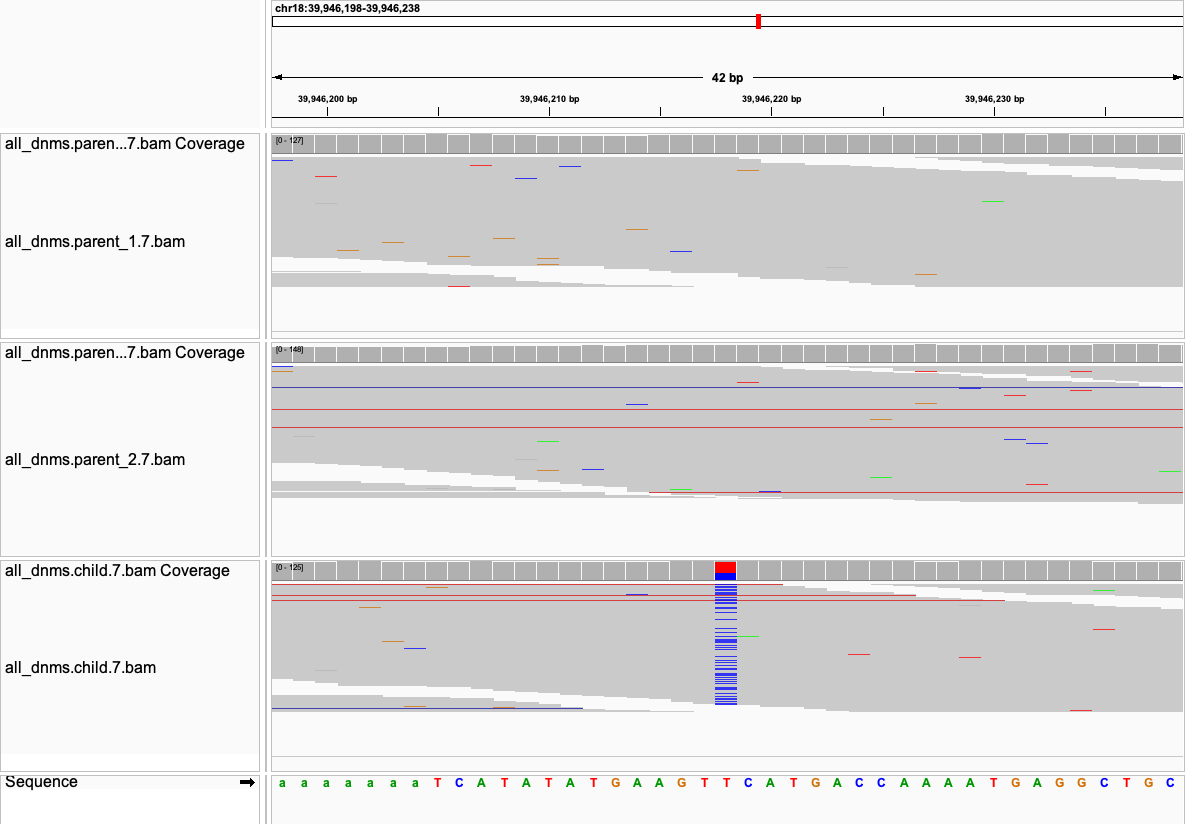 chr18:39,946,198-39,946,238
42 bp
39,946,200 bp 39,946,210 bp 39,946,220 bp 39,946,230 bp
all_dnms.paren...7.bam Coverage
[0 - 127]
all_dnms.parent_1.7.bam
all_dnms.paren...7.bam Coverage
[0 - 148]
all_dnms.parent_2.7.bam
all_dnms.child.7.bam Coverage
[0 - 125]
all_dnms.child.7.bam
Sequence
a a a a a a a T C A T A T A T G A A G T T C A T G A C C A A A A T G A G G C T G C